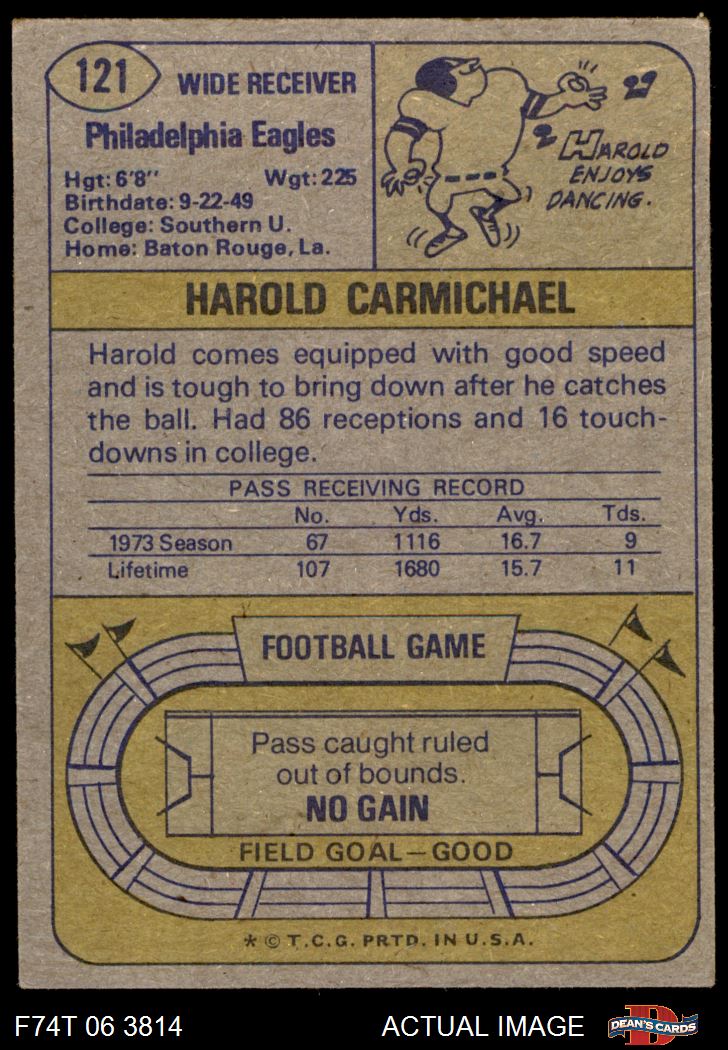 121
WIDE RECEIVER
Philadelphia Eagles
Hgt: 6'8" Wgt: 225
Birthdate: 9-22-49
College: Southern U.
Home: Baton Rouge, La.
HAROLD
ENJOYS
DANCING.
HAROLD CARMICHAEL
Harold comes equipped with good speed
and is tough to bring down after he catches
the ball. Had 86 receptions and 16 touch-
downs in college.
PASS RECEIVING RECORD
No. Yds. Avg. Tds.
1973 Season 67 1116 16.7 9
Lifetime 107 1680 15.7 11
FOOTBALL GAME
Pass caught ruled
out of bounds.
NO GAIN
FIELD GOAL—GOOD
* © T.C.G. PRTD. IN U.S.A.
F74T 06 3814 ACTUAL IMAGE
D
DEAN'S CARDS